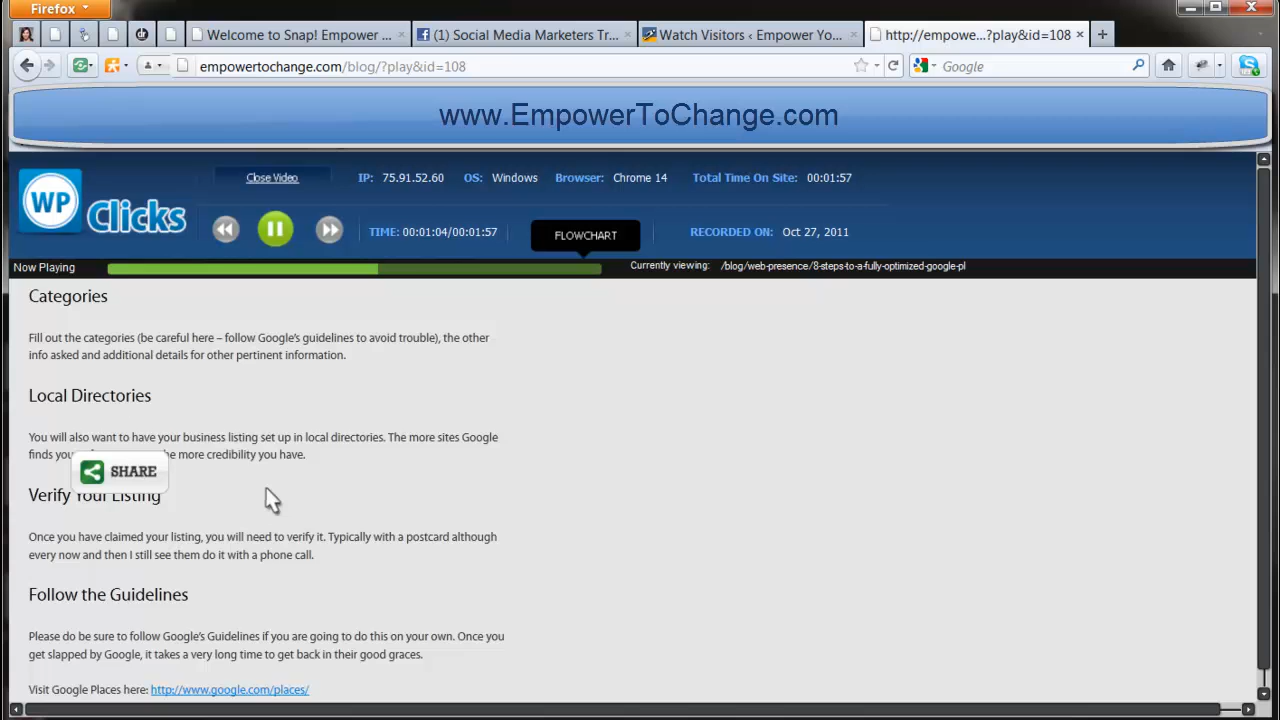 Firefox
Welcome to Snap! Empower ...
(1) Social Media Marketers Tr...
Watch Visitors ‹ Empower Yo...
http://empowe...?play&id=108
empowertochange.com/blog/?play&id=108
Google
www.EmpowerToChange.com
WP Clicks
Close Video
IP: 75.91.52.60
OS: Windows
Browser: Chrome 14
Total Time On Site: 00:01:57
TIME: 00:01:04/00:01:57
FLOWCHART
RECORDED ON: Oct 27, 2011
Now Playing
Currently viewing: /blog/web-presence/8-steps-to-a-fully-optimized-google-pl
Categories
Fill out the categories (be careful here – follow Google's guidelines to avoid trouble), the other
info asked and additional details for other pertinent information.
Local Directories
You will also want to have your business listing set up in local directories. The more sites Google
finds you he more credibility you have.
SHARE
Verify Your Listing
Once you have claimed your listing, you will need to verify it. Typically with a postcard although
every now and then I still see them do it with a phone call.
Follow the Guidelines
Please do be sure to follow Google's Guidelines if you are going to do this on your own. Once you
get slapped by Google, it takes a very long time to get back in their good graces.
Visit Google Places here: http://www.google.com/places/